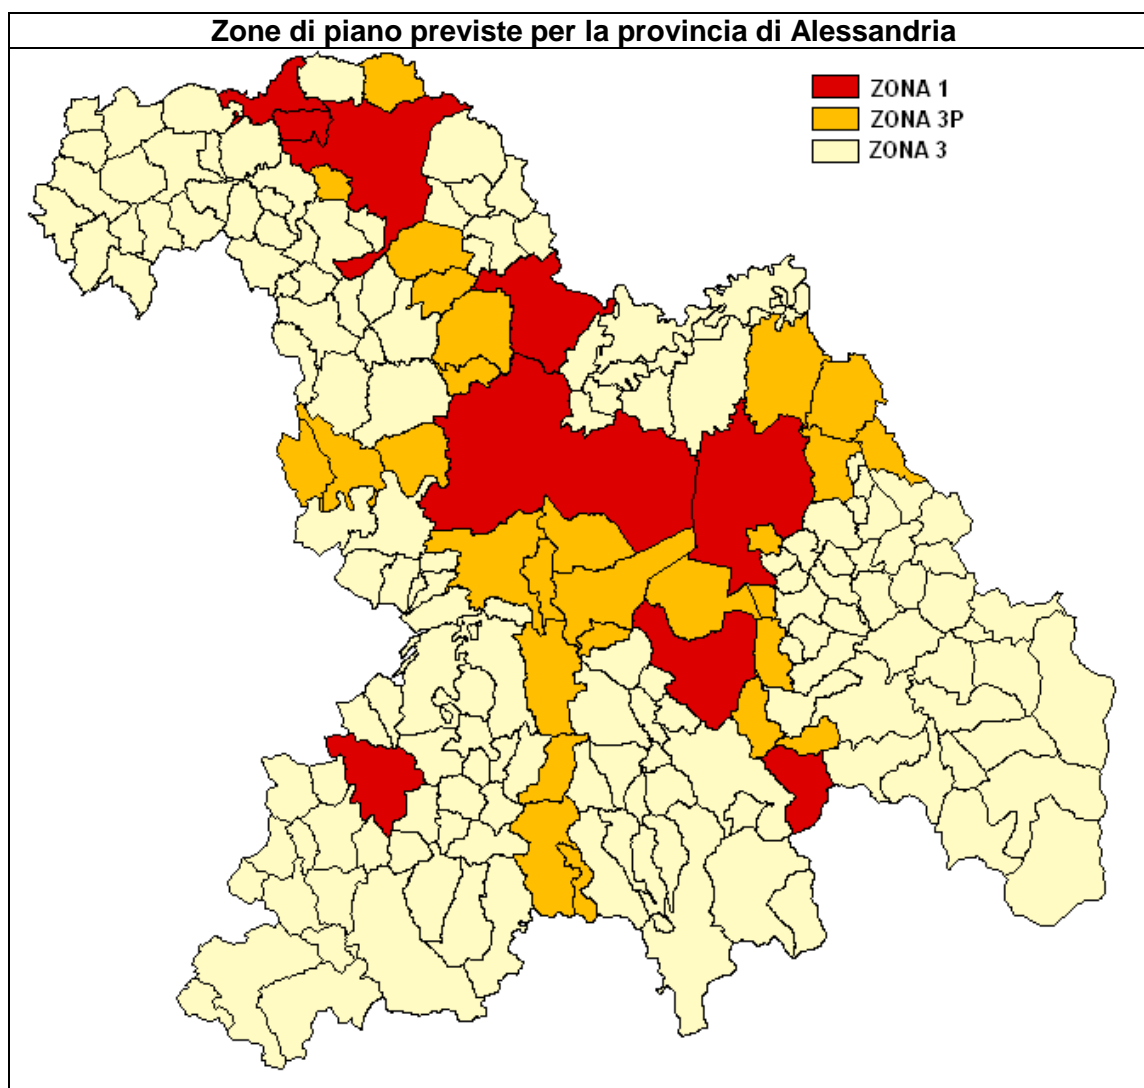 Zone di piano previste per la provincia di Alessandria
ZONA 1
ZONA 3P
ZONA 3